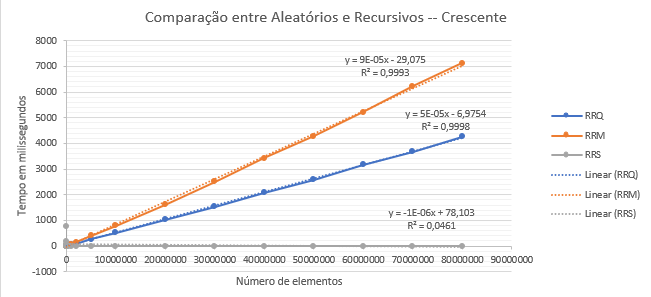 Comparação entre Aleatórios e Recursivos -- Crescente
8000
7000
6000
5000
4000
3000
2000
1000
0
-1000
Tempo em milissegundos
y = 9E-05x - 29,075
R² = 0,9993
y = 5E-05x - 6,9754
R² = 0,9998
y = -1E-06x + 78,103
R² = 0,0461
0 10000000 20000000 30000000 40000000 50000000 60000000 70000000 80000000 90000000
Número de elementos
RRQ
RRM
RRS
Linear (RRQ)
Linear (RRM)
Linear (RRS)